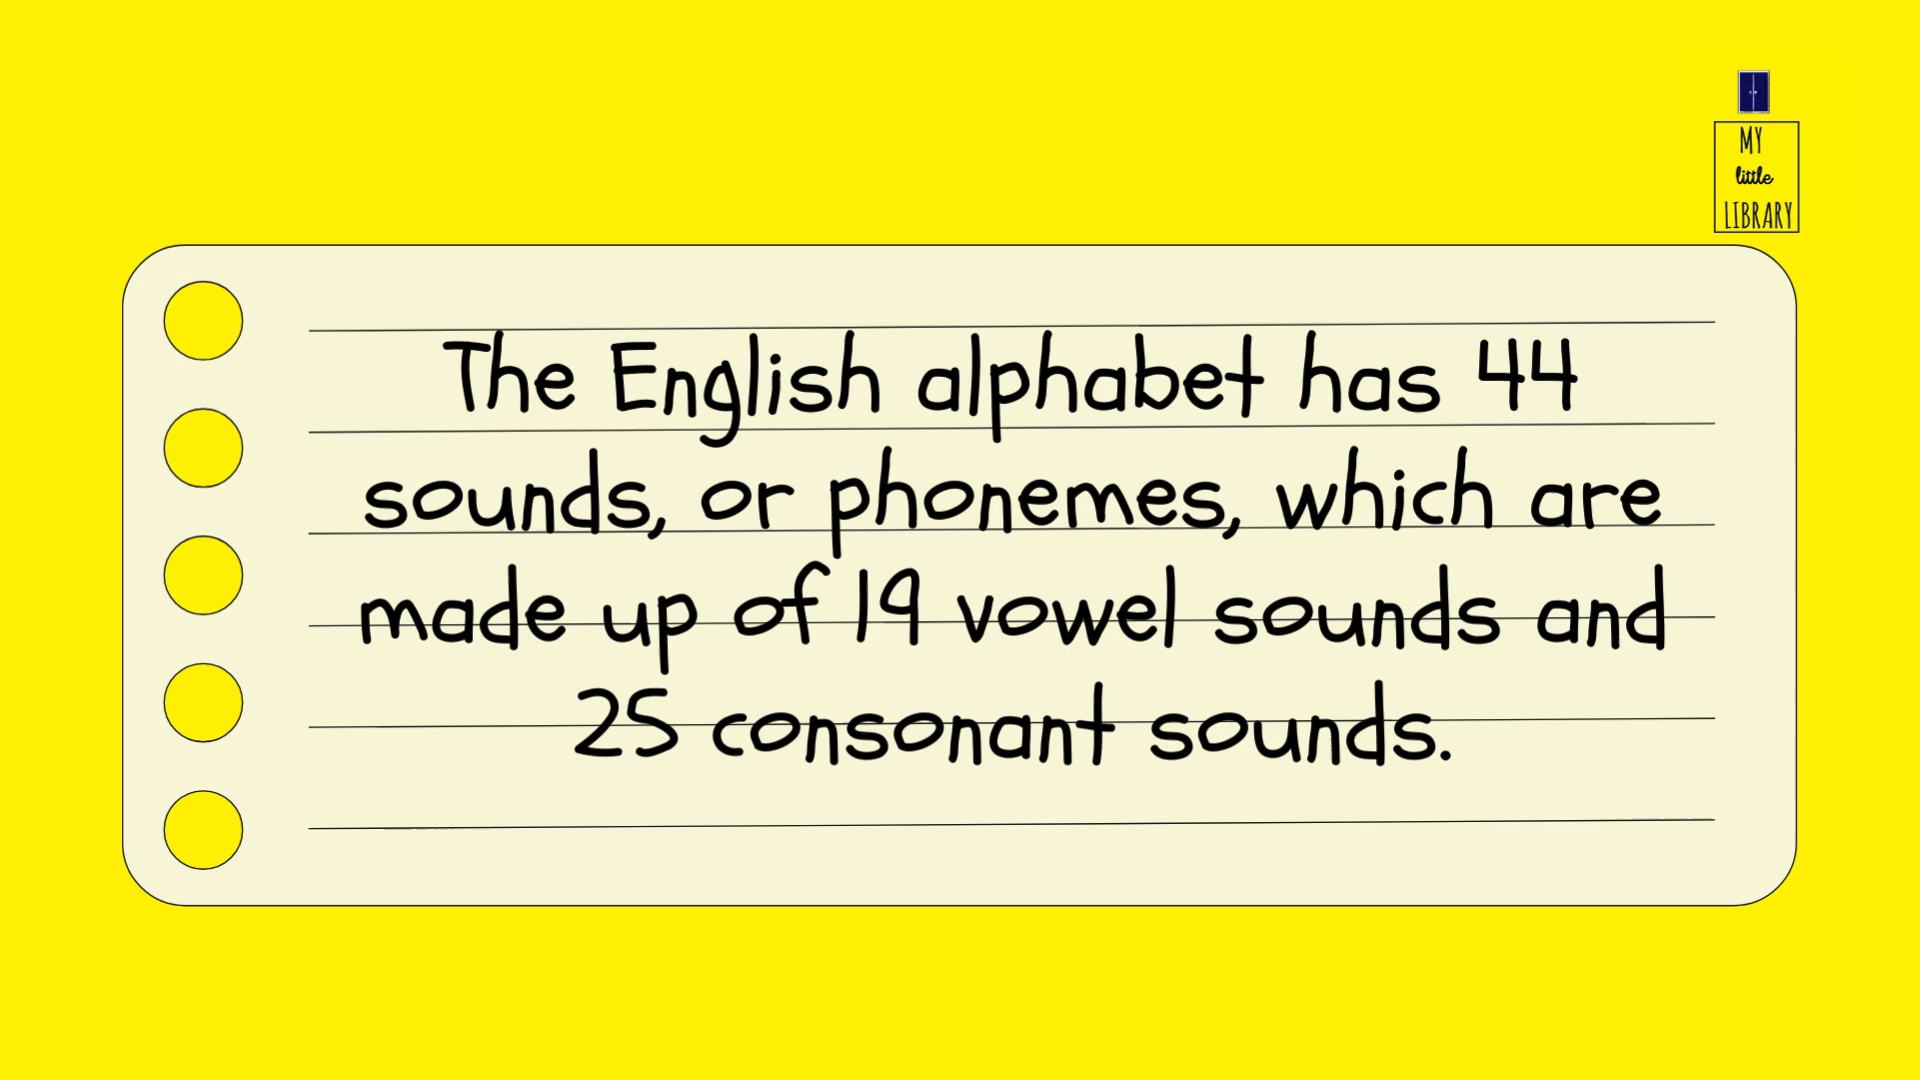 MY
little
LIBRARY
The English alphabet has 44
sounds, or phonemes, which are
made up of 19 vowel sounds and
25 consonant sounds.